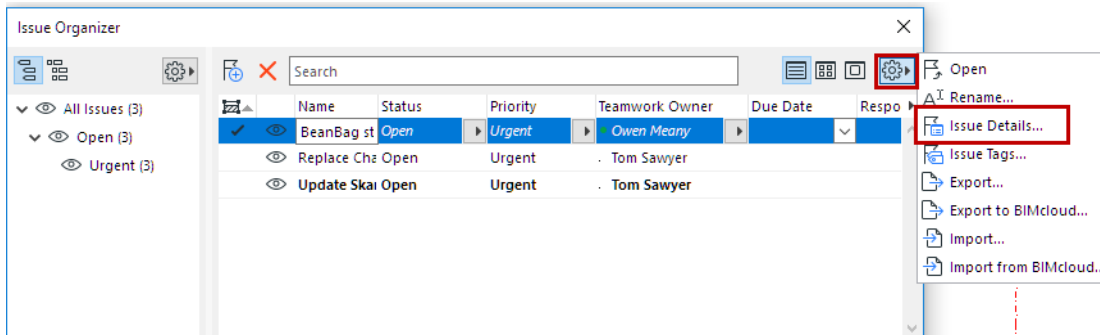 Issue Organizer
Search
All Issues (3)
Open (3)
Urgent (3)
Name Status Priority Teamwork Owner Due Date Respo
BeanBag st Open Urgent Owen Meany
Replace Cha Open Urgent Tom Sawyer
Update Skar Open Urgent Tom Sawyer
Open
Rename...
Issue Details...
Issue Tags...
Export...
Export to BIMcloud...
Import...
Import from BIMcloud..